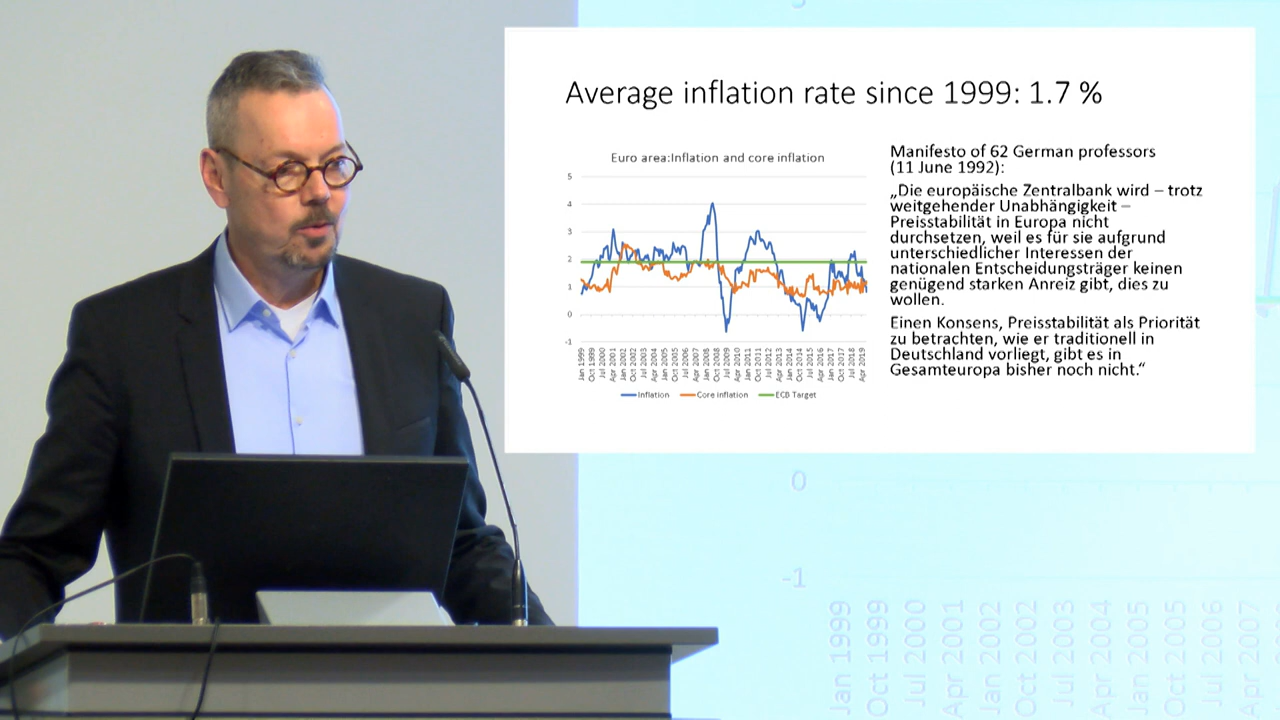 Average inflation rate since 1999: 1.7 %
Euro area:Inflation and core inflation
5
4
3
2
1
0
-1
Jan 1999
Oct 1999
Jul 2000
Apr 2001
Jan 2002
Oct 2002
Jul 2003
Apr 2004
Jan 2005
Oct 2005
Jul 2006
Apr 2007
Jan 2008
Oct 2008
Jul 2009
Apr 2010
Jan 2011
Oct 2011
Jul 2012
Apr 2013
Jan 2014
Oct 2014
Jul 2015
Apr 2016
Jan 2017
Oct 2017
Jul 2018
Apr 2019
Inflation
Core inflation
ECB Target
Manifesto of 62 German professors
(11 June 1992):
„Die europäische Zentralbank wird – trotz
weitgehender Unabhängigkeit –
Preisstabilität in Europa nicht
durchsetzen, weil es für sie aufgrund
unterschiedlicher Interessen der
nationalen Entscheidungsträger keinen
genügend starken Anreiz gibt, dies zu
wollen.
Einen Konsens, Preisstabilität als Priorität
zu betrachten, wie er traditionell in
Deutschland vorliegt, gibt es in
Gesamteuropa bisher noch nicht.“
0
-1
Jan 1999
Oct 1999
Jul 2000
Apr 2001
Jan 2002
Oct 2002
Jul 2003
Apr 2004
Jan 2005
Oct 2005
Jul 2006
Apr 2007